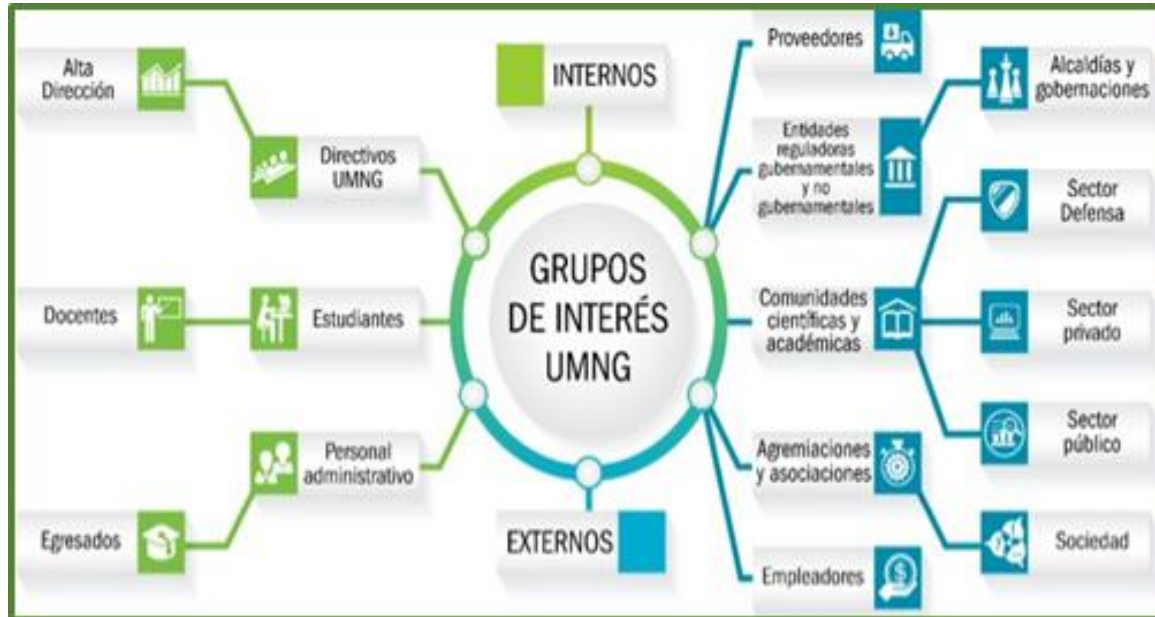 Alta
Dirección
Directivos
UMNG
Docentes
Estudiantes
Personal
administrativo
Egresados
INTERNOS
GRUPOS
DE INTERÉS
UMNG
EXTERNOS
Proveedores
Entidades
reguladoras
gubernamentales
y no
gubernamentales
Comunidades
científicas y
académicas
Agremiaciones
y asociaciones
Empleadores
Alcaldías y
gobernaciones
Sector
Defensa
Sector
privado
Sector
público
Sociedad